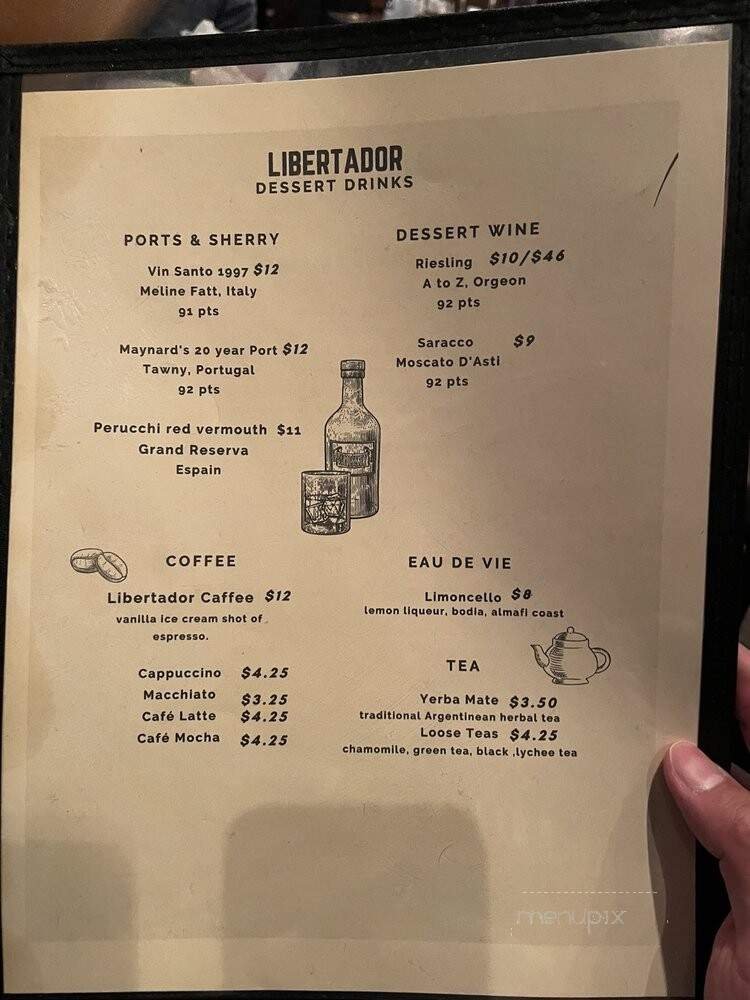 LIBERTADOR
DESSERT DRINKS
PORTS & SHERRY
Vin Santo 1997 $12
Meline Fatt, Italy
91 pts
Maynard's 20 year Port $12
Tawny, Portugal
92 pts
Perucchi red vermouth $11
Grand Reserva
Espain
DESSERT WINE
Riesling $10/$46
A to Z, Orgeon
92 pts
Saracco $9
Moscato D'Asti
92 pts
COFFEE
Libertador Caffee $12
vanilla ice cream shot of
espresso.
Cappuccino $4.25
Macchiato $3.25
Café Latte $4.25
Café Mocha $4.25
EAU DE VIE
Limoncello $8
lemon liqueur, bodia, almafi coast
TEA
Yerba Mate $3.50
traditional Argentinean herbal tea
Loose Teas $4.25
chamomile, green tea, black ,lychee tea
menupix